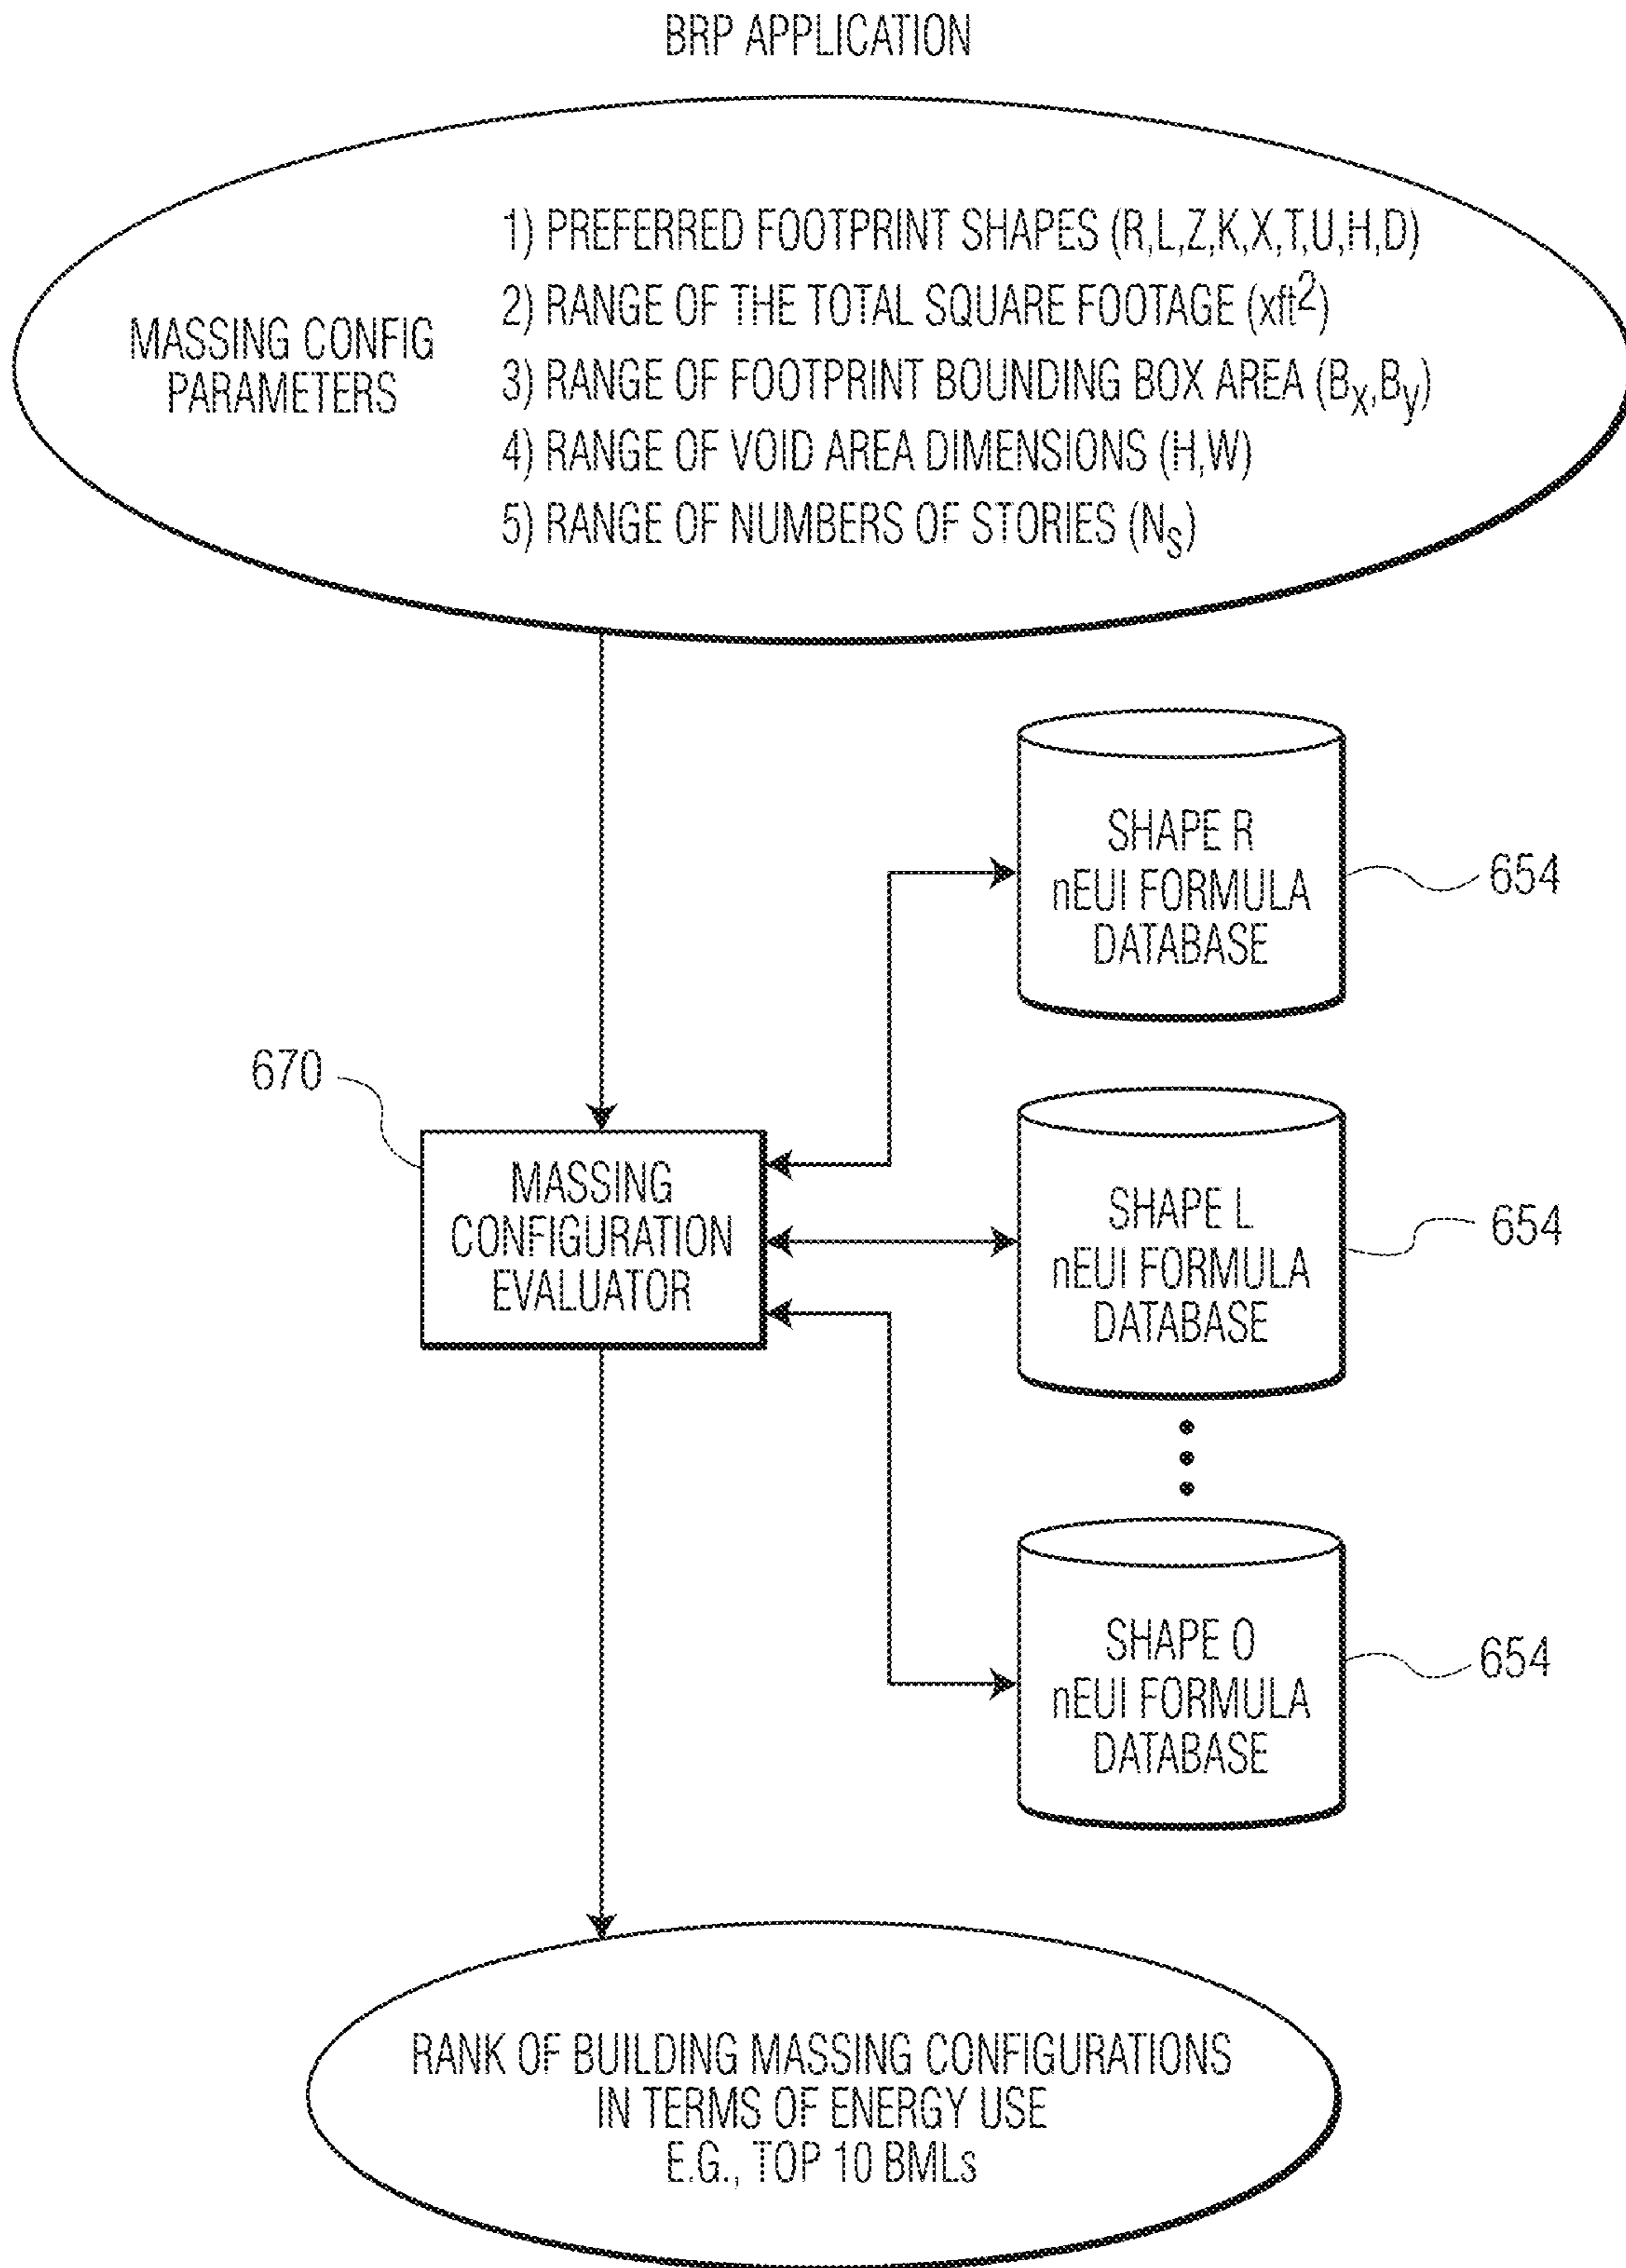 BRP APPLICATION
MASSING CONFIG
PARAMETERS
1) PREFERRED FOOTPRINT SHAPES (R,L,Z,K,X,T,U,H,D)
2) RANGE OF THE TOTAL SQUARE FOOTAGE (xft²)
3) RANGE OF FOOTPRINT BOUNDING BOX AREA (Bx,By)
4) RANGE OF VOID AREA DIMENSIONS (H,W)
5) RANGE OF NUMBERS OF STORIES (Ns)
SHAPE R
nEUI FORMULA
DATABASE
654
670
MASSING
CONFIGURATION
EVALUATOR
SHAPE L
nEUI FORMULA
DATABASE
654
SHAPE O
nEUI FORMULA
DATABASE
654
RANK OF BUILDING MASSING CONFIGURATIONS
IN TERMS OF ENERGY USE
E.G., TOP 10 BMLs